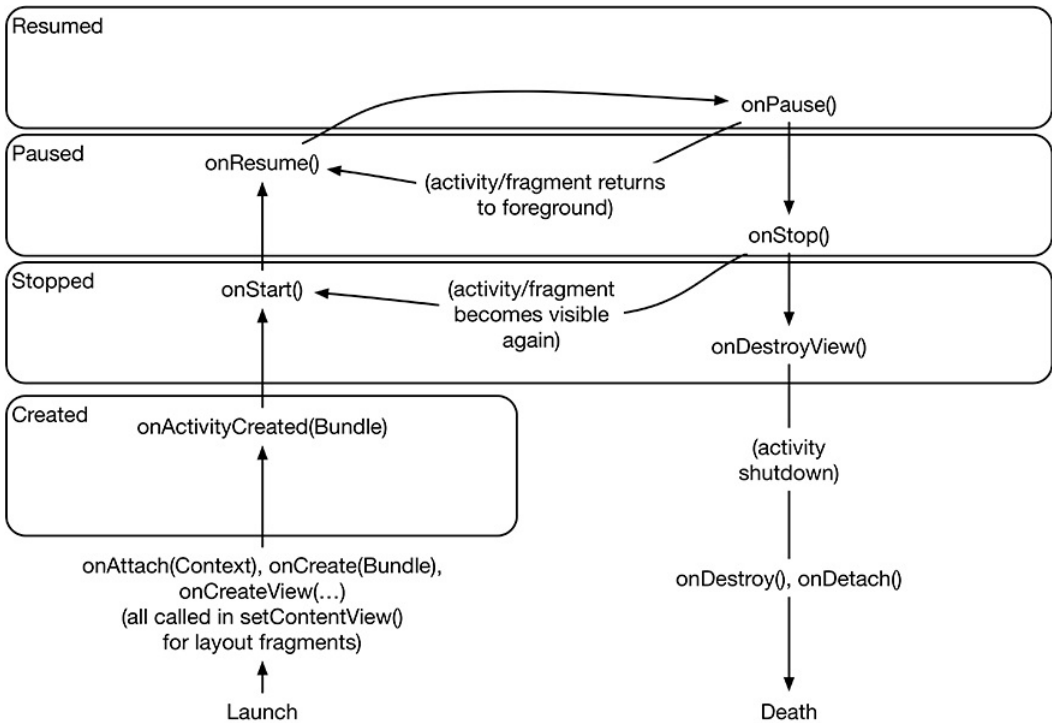 Resumed
onPause()
Paused
onResume()
(activity/fragment returns
to foreground)
onStop()
Stopped
onStart()
(activity/fragment
becomes visible
again)
onDestroyView()
Created
onActivityCreated(Bundle)
(activity
shutdown)
onAttach(Context), onCreate(Bundle),
onCreateView(…)
(all called in setContentView()
for layout fragments)
onDestroy(), onDetach()
Launch
Death